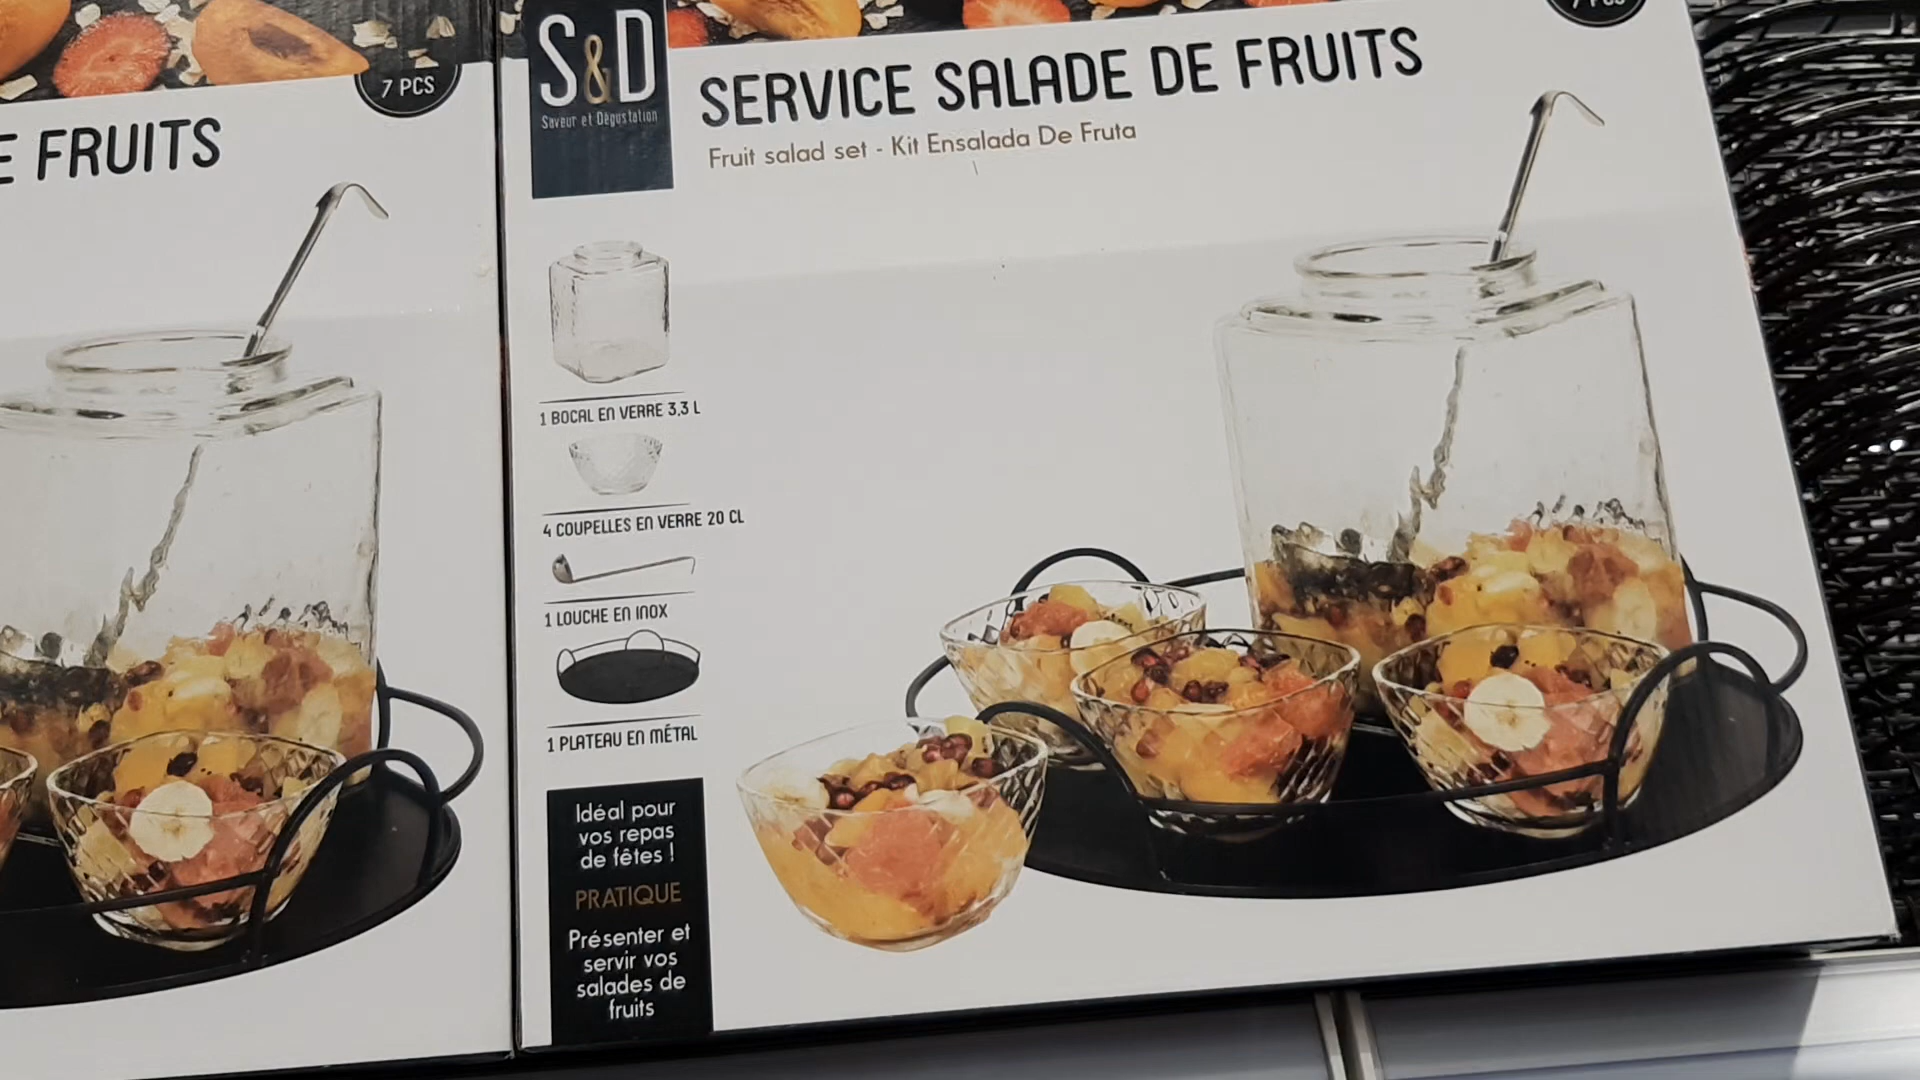 7 PCS
E FRUITS
S&D
Saveur et Dégustation
SERVICE SALADE DE FRUITS
Fruit salad set - Kit Ensalada De Fruta
7 PCS
1 BOCAL EN VERRE 3,3 L
4 COUPELLES EN VERRE 20 CL
1 LOUCHE EN INOX
1 PLATEAU EN MÉTAL
Idéal pour
vos repas
de fêtes !
PRATIQUE
Présenter et
servir vos
salades de
fruits